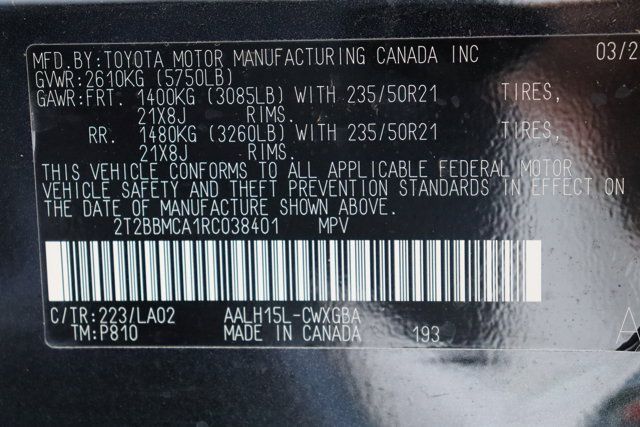 MFD.BY:TOYOTA MOTOR MANUFACTURING CANADA INC 03/2
GVWR:2610KG (5750LB)
GAWR:FRT. 1400KG (3085LB) WITH 235/50R21 TIRES,
21X8J RIMS.
RR. 1480KG (3260LB) WITH 235/50R21 TIRES,
21X8J RIMS.
THIS VEHICLE CONFORMS TO ALL APPLICABLE FEDERAL MOTOR
VEHICLE SAFETY AND THEFT PREVENTION STANDARDS IN EFFECT ON
THE DATE OF MANUFACTURE SHOWN ABOVE.
2T2BBMCA1RC038401 MPV
C/TR:223/LA02 AALH15L-CWXGBA A
TM:P810 MADE IN CANADA 193